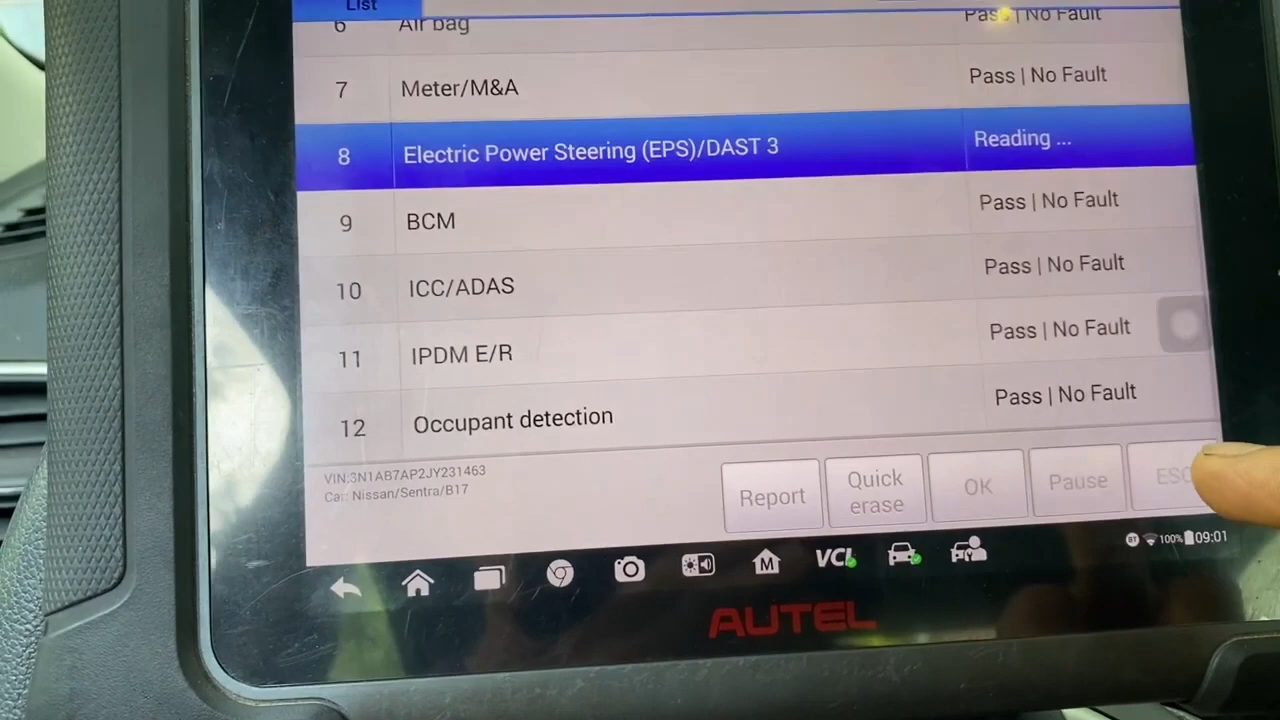 List
6 Air bag Pass | No Fault
7 Meter/M&A Pass | No Fault
8 Electric Power Steering (EPS)/DAST 3 Reading ...
9 BCM Pass | No Fault
10 ICC/ADAS Pass | No Fault
11 IPDM E/R Pass | No Fault
12 Occupant detection Pass | No Fault
VIN:3N1AB7AP2JY231463
Car: Nissan/Sentra/B17
Report
Quick
erase
OK
Pause
ESC
M
VCI
BT
100%
09:01
AUTEL